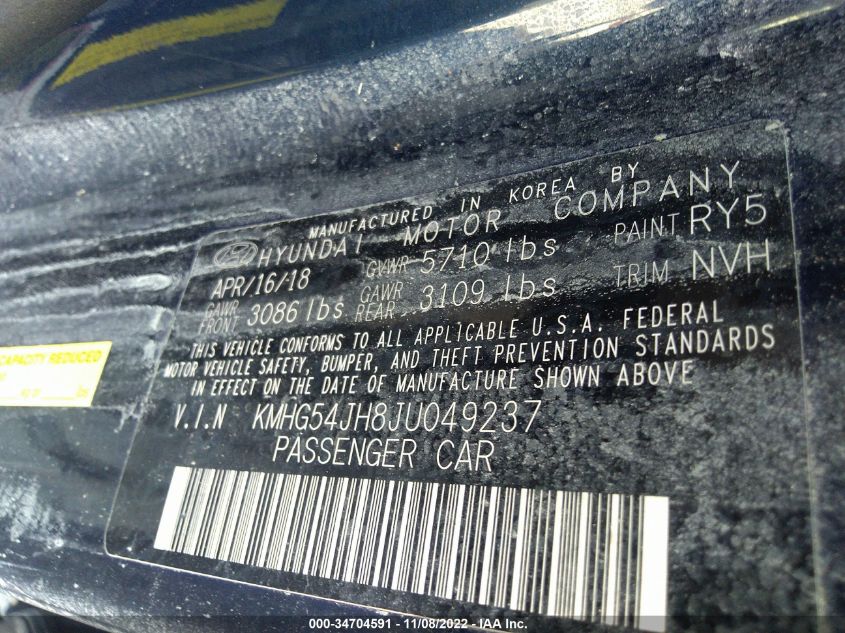 MANUFACTURED IN KOREA BY
HYUNDAI MOTOR COMPANY
APR/16/18 GVWR 5710 lbs PAINT RY5
GAWR FRONT 3086 lbs GAWR REAR 3109 lbs TRIM NVH
THIS VEHICLE CONFORMS TO ALL APPLICABLE U.S.A. FEDERAL
MOTOR VEHICLE SAFETY, BUMPER, AND THEFT PREVENTION STANDARDS
IN EFFECT ON THE DATE OF MANUFACTURE SHOWN ABOVE
V.I.N KMHG54JH8JU049237
PASSENGER CAR
CAPACITY REDUCED
000-34704591 - 11/08/2022 - IAA Inc.